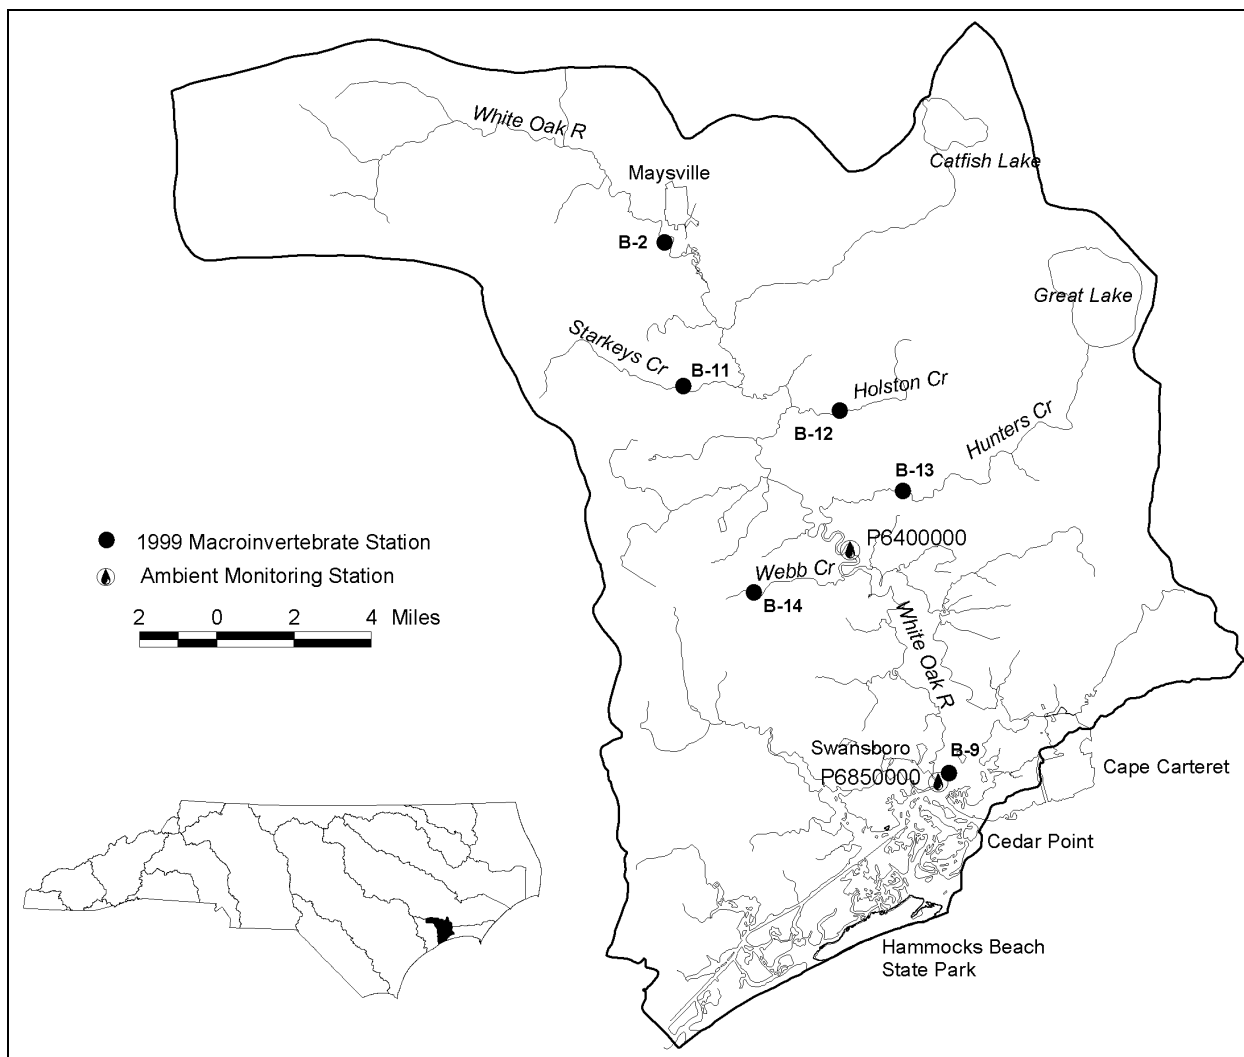 White Oak R
Catfish Lake
Maysville
B-2
Great Lake
Starkeys Cr
B-11
Holston Cr
B-12
Hunters Cr
B-13
1999 Macroinvertebrate Station
P6400000
Ambient Monitoring Station
Webb Cr
B-14
2 0 2 4 Miles
White Oak R
Swansboro
B-9
P6850000
Cape Carteret
Cedar Point
Hammocks Beach
State Park